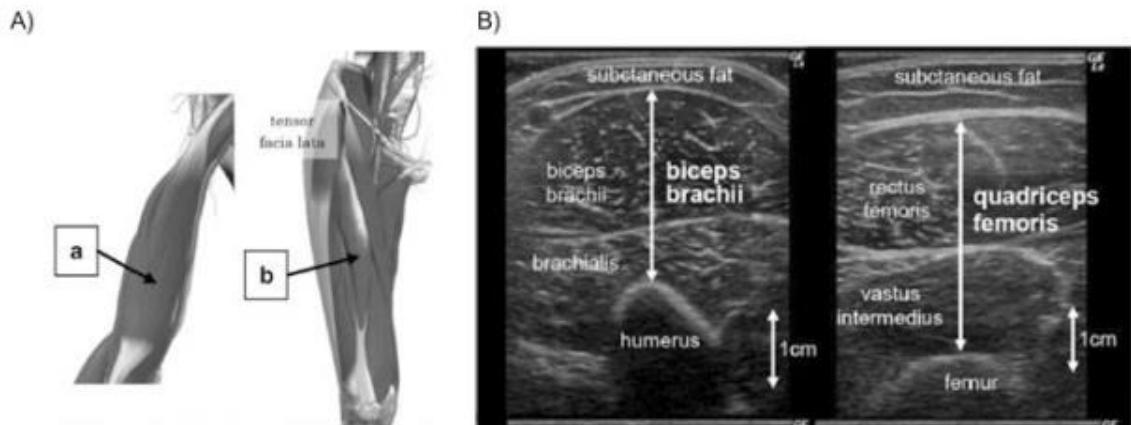 A)
B)
tensor
facia lata
a
b
subctaneous fat
biceps
brachii
biceps
brachii
brachialis
humerus
1cm
subctaneous fat
rectus
femoris
quadriceps
femoris
vastus
intermedius
1cm
femur